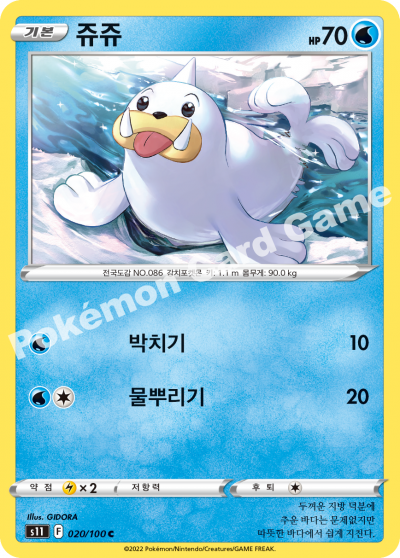 기본 쥬쥬 HP 70
전국도감 NO.086 강치포켓몬 키: 1.1 m 몸무게: 90.0 kg
박치기 10
물뿌리기 20
약점 ×2 저항력 후퇴
Illus. GIDORA
s11 F 020/100 C
두꺼운 지방 덕분에
추운 바다는 문제없지만
따뜻한 바다에서 쉽게 지친다.
©2022 Pokémon/Nintendo/Creatures/GAME FREAK.
Pokémon Card Game